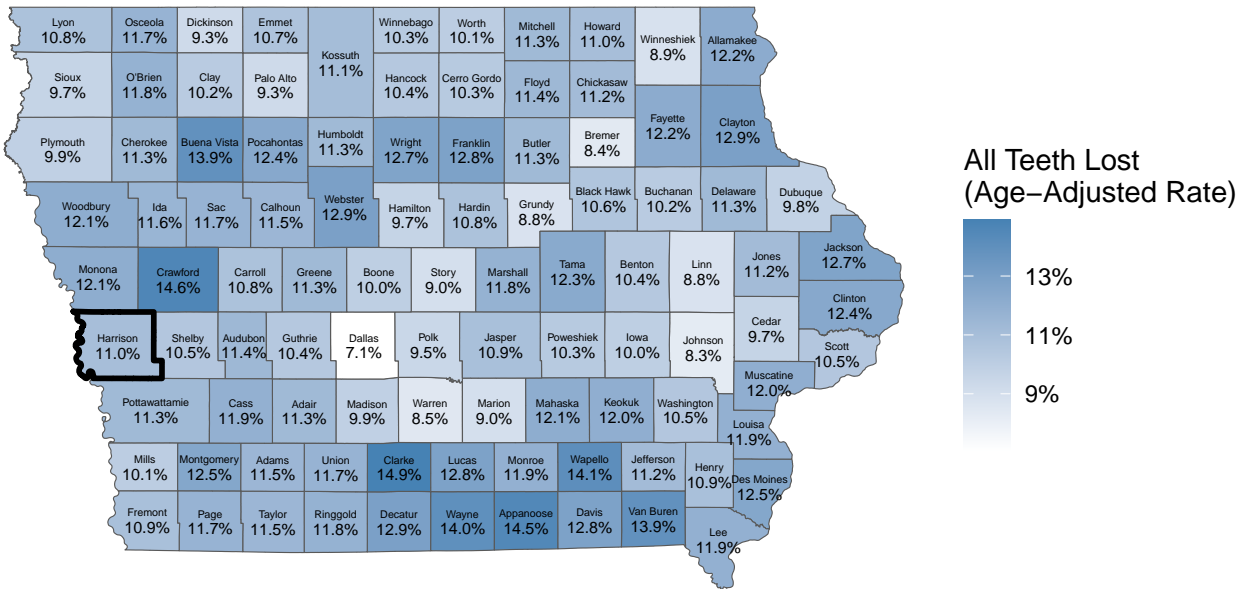 Lyon
10.8%
Osceola
11.7%
Dickinson
9.3%
Emmet
10.7%
Kossuth
11.1%
Winnebago
10.3%
Worth
10.1%
Mitchell
11.3%
Howard
11.0%
Winneshiek
8.9%
Allamakee
12.2%
Sioux
9.7%
O'Brien
11.8%
Clay
10.2%
Palo Alto
9.3%
Hancock
10.4%
Cerro Gordo
10.3%
Floyd
11.4%
Chickasaw
11.2%
Fayette
12.2%
Clayton
12.9%
Plymouth
9.9%
Cherokee
11.3%
Buena Vista
13.9%
Pocahontas
12.4%
Humboldt
11.3%
Wright
12.7%
Franklin
12.8%
Butler
11.3%
Bremer
8.4%
Woodbury
12.1%
Ida
11.6%
Sac
11.7%
Calhoun
11.5%
Webster
12.9%
Hamilton
9.7%
Hardin
10.8%
Grundy
8.8%
Black Hawk
10.6%
Buchanan
10.2%
Delaware
11.3%
Dubuque
9.8%
Monona
12.1%
Crawford
14.6%
Carroll
10.8%
Greene
11.3%
Boone
10.0%
Story
9.0%
Marshall
11.8%
Tama
12.3%
Benton
10.4%
Linn
8.8%
Jones
11.2%
Jackson
12.7%
Clinton
12.4%
Harrison
11.0%
Shelby
10.5%
Audubon
11.4%
Guthrie
10.4%
Dallas
7.1%
Polk
9.5%
Jasper
10.9%
Poweshiek
10.3%
Iowa
10.0%
Johnson
8.3%
Cedar
9.7%
Scott
10.5%
Muscatine
12.0%
Pottawattamie
11.3%
Cass
11.9%
Adair
11.3%
Madison
9.9%
Warren
8.5%
Marion
9.0%
Mahaska
12.1%
Keokuk
12.0%
Washington
10.5%
Louisa
11.9%
Mills
10.1%
Montgomery
12.5%
Adams
11.5%
Union
11.7%
Clarke
14.9%
Lucas
12.8%
Monroe
11.9%
Wapello
14.1%
Jefferson
11.2%
Henry
10.9%
Des Moines
12.5%
Fremont
10.9%
Page
11.7%
Taylor
11.5%
Ringgold
11.8%
Decatur
12.9%
Wayne
14.0%
Appanoose
14.5%
Davis
12.8%
Van Buren
13.9%
Lee
11.9%
All Teeth Lost
(Age−Adjusted Rate)
13%
11%
9%